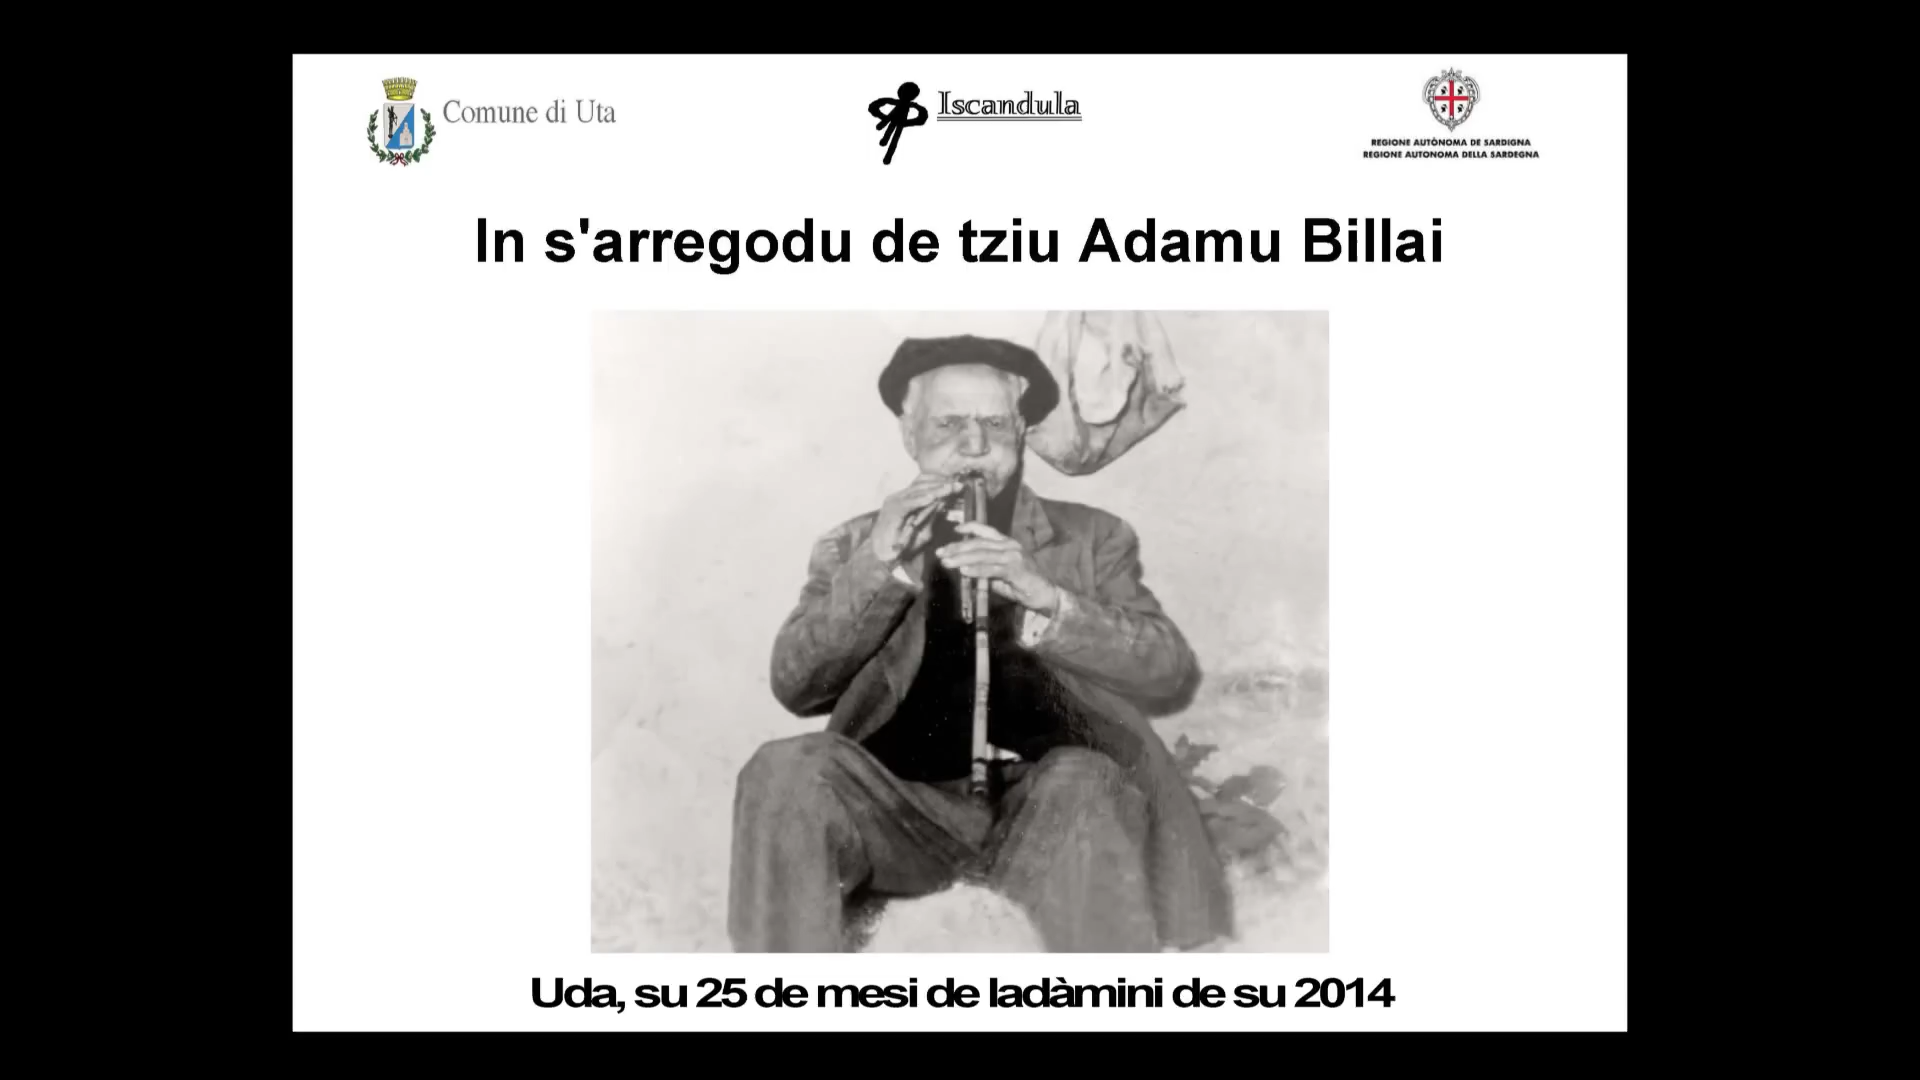 Comune di Uta
Iscandula
REGIONE AUTÒNOMA DE SARDIGNA
REGIONE AUTONOMA DELLA SARDEGNA
In s'arregodu de tziu Adamu Billai
Uda, su 25 de mesi de ladàmini de su 2014